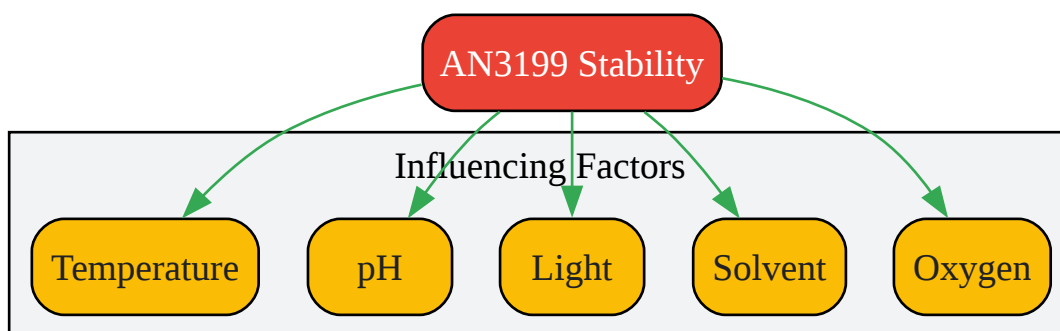 AN3199 Stability
Influencing Factors
Temperature
pH
Light
Solvent
Oxygen